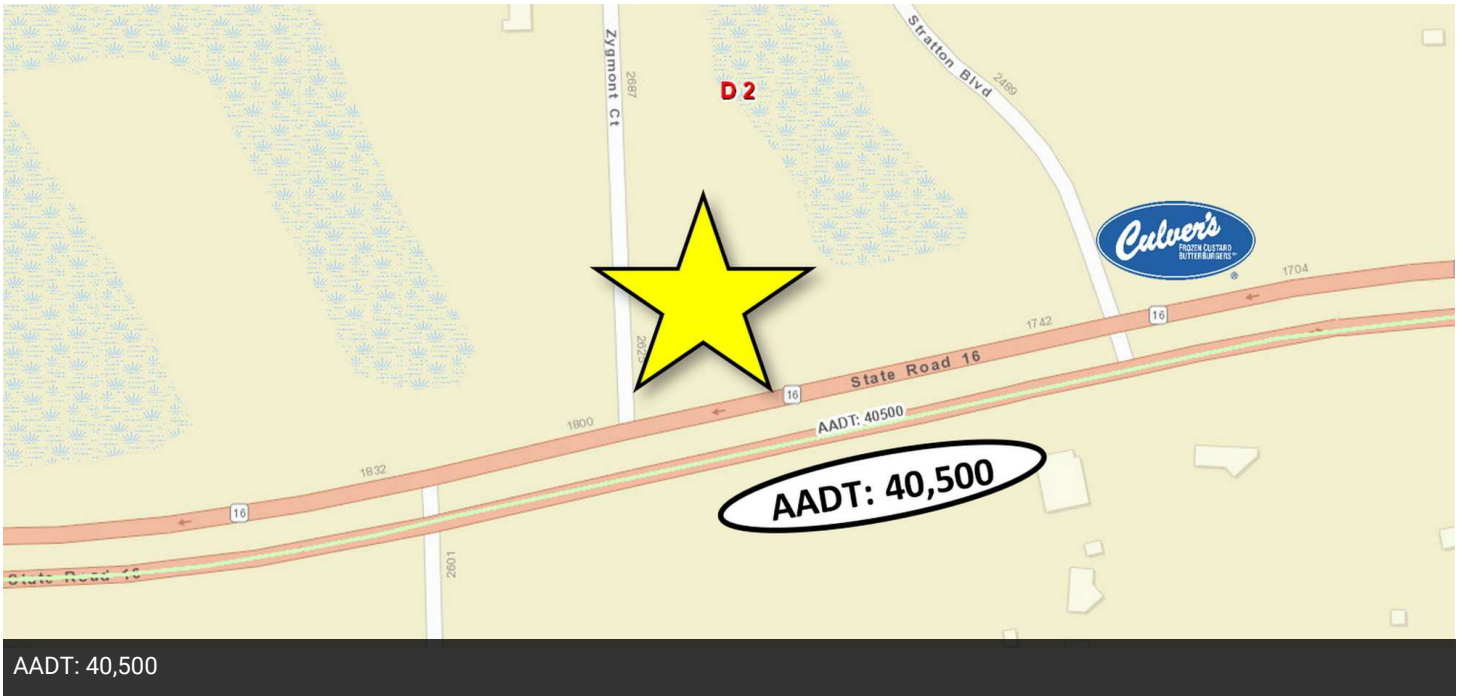 Zygmont Ct
2687
D 2
Stratton Blvd
2489
Culver's
FROZEN CUSTARD
BUTTERBURGERS
®
1704
16
1742
State Road 16
16
AADT: 40500
1800
1832
AADT: 40,500
16
State Road 16
2601
AADT: 40,500